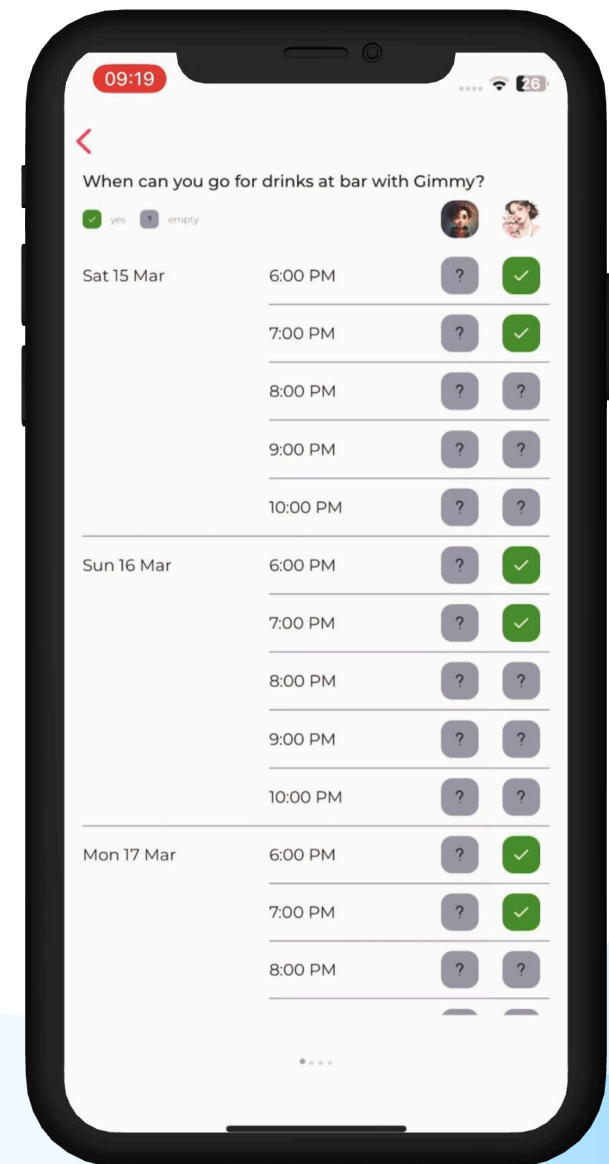 09:19
26
When can you go for drinks at bar with Gimmy?
yes ? empty
Sat 15 Mar 6:00 PM ?
7:00 PM ?
8:00 PM ? ?
9:00 PM ? ?
10:00 PM ? ?
Sun 16 Mar 6:00 PM ?
7:00 PM ?
8:00 PM ? ?
9:00 PM ? ?
10:00 PM ? ?
Mon 17 Mar 6:00 PM ?
7:00 PM ?
8:00 PM ? ?